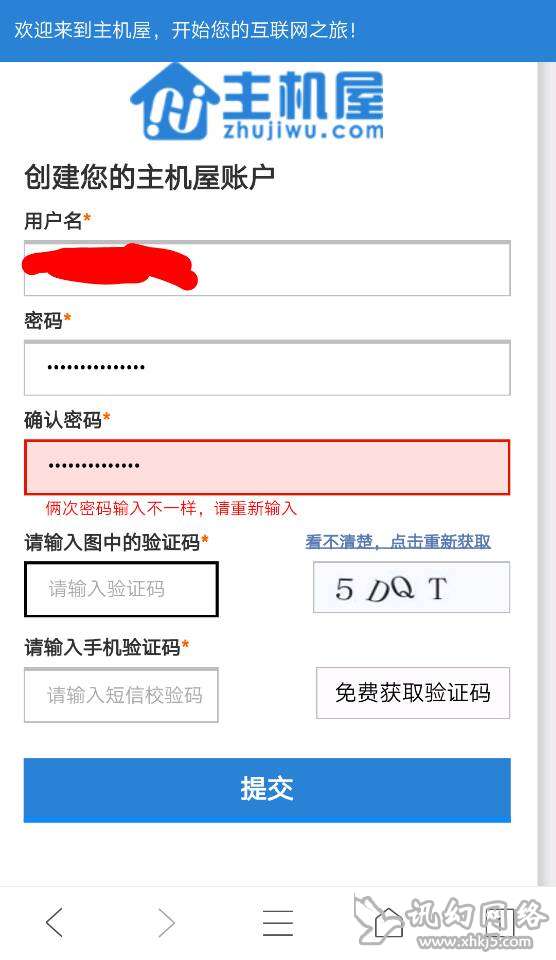 欢迎来到主机屋，开始您的互联网之旅！
主机屋
zhujiwu.com
创建您的主机屋账户
用户名*
密码*
•••••••••••••••
确认密码*
••••••••••••••
俩次密码输入不一样，请重新输入
请输入图中的验证码*
看不清楚，点击重新获取
请输入验证码
5 DQ T
请输入手机验证码*
请输入短信校验码
免费获取验证码
提交
讯幻网络
www.xhkj5.com